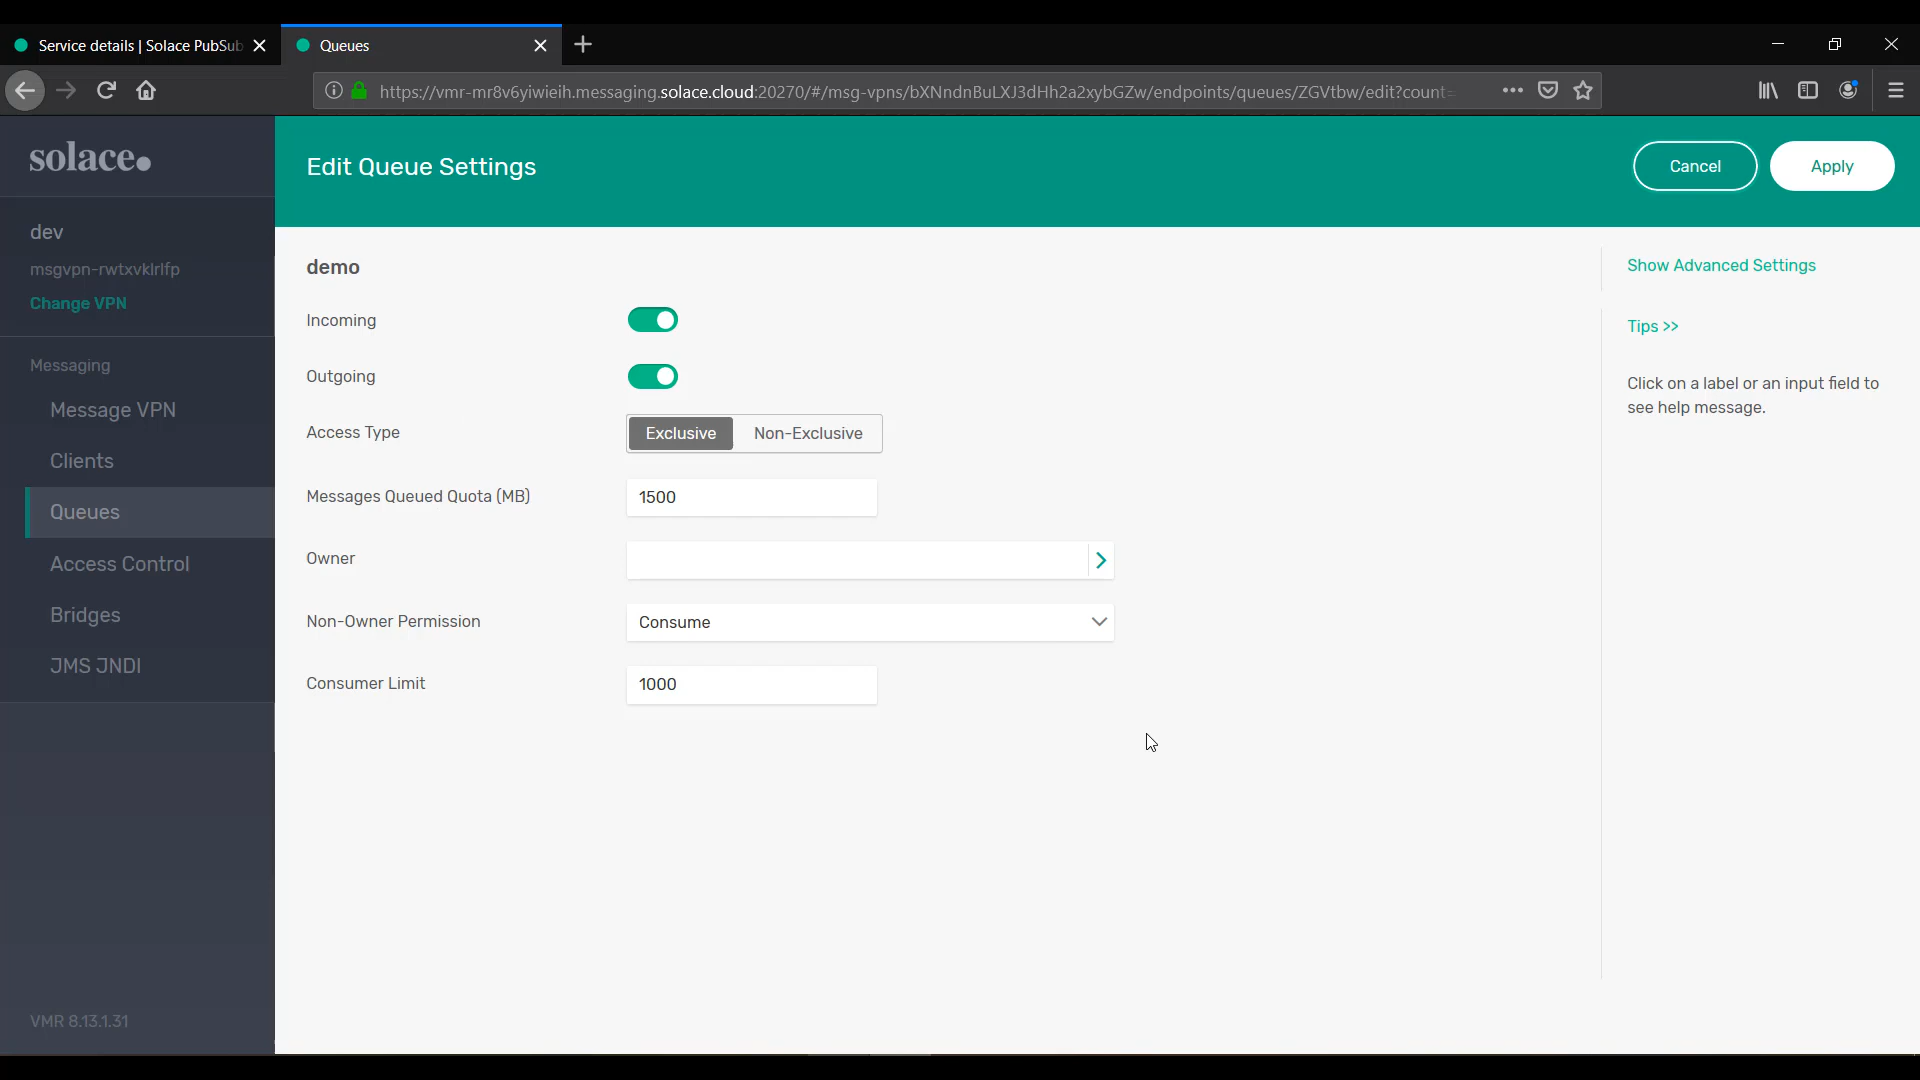 Service details | Solace PubSub
Queues
https://vmr-mr8v6yiwieih.messaging.solace.cloud:20270/#/msg-vpns/bXNndnBuLXJ3dHh2a2xybGZw/endpoints/queues/ZGVtbw/edit?count=
solace.
Edit Queue Settings
Cancel
Apply
dev
msgvpn-rwtxvklrlfp
Change VPN
Messaging
Message VPN
Clients
Queues
Access Control
Bridges
JMS JNDI
VMR 8.13.1.31
demo
Incoming
Outgoing
Access Type
Exclusive
Non-Exclusive
Messages Queued Quota (MB)
1500
Owner
Non-Owner Permission
Consume
Consumer Limit
1000
Show Advanced Settings
Tips >>
Click on a label or an input field to
see help message.